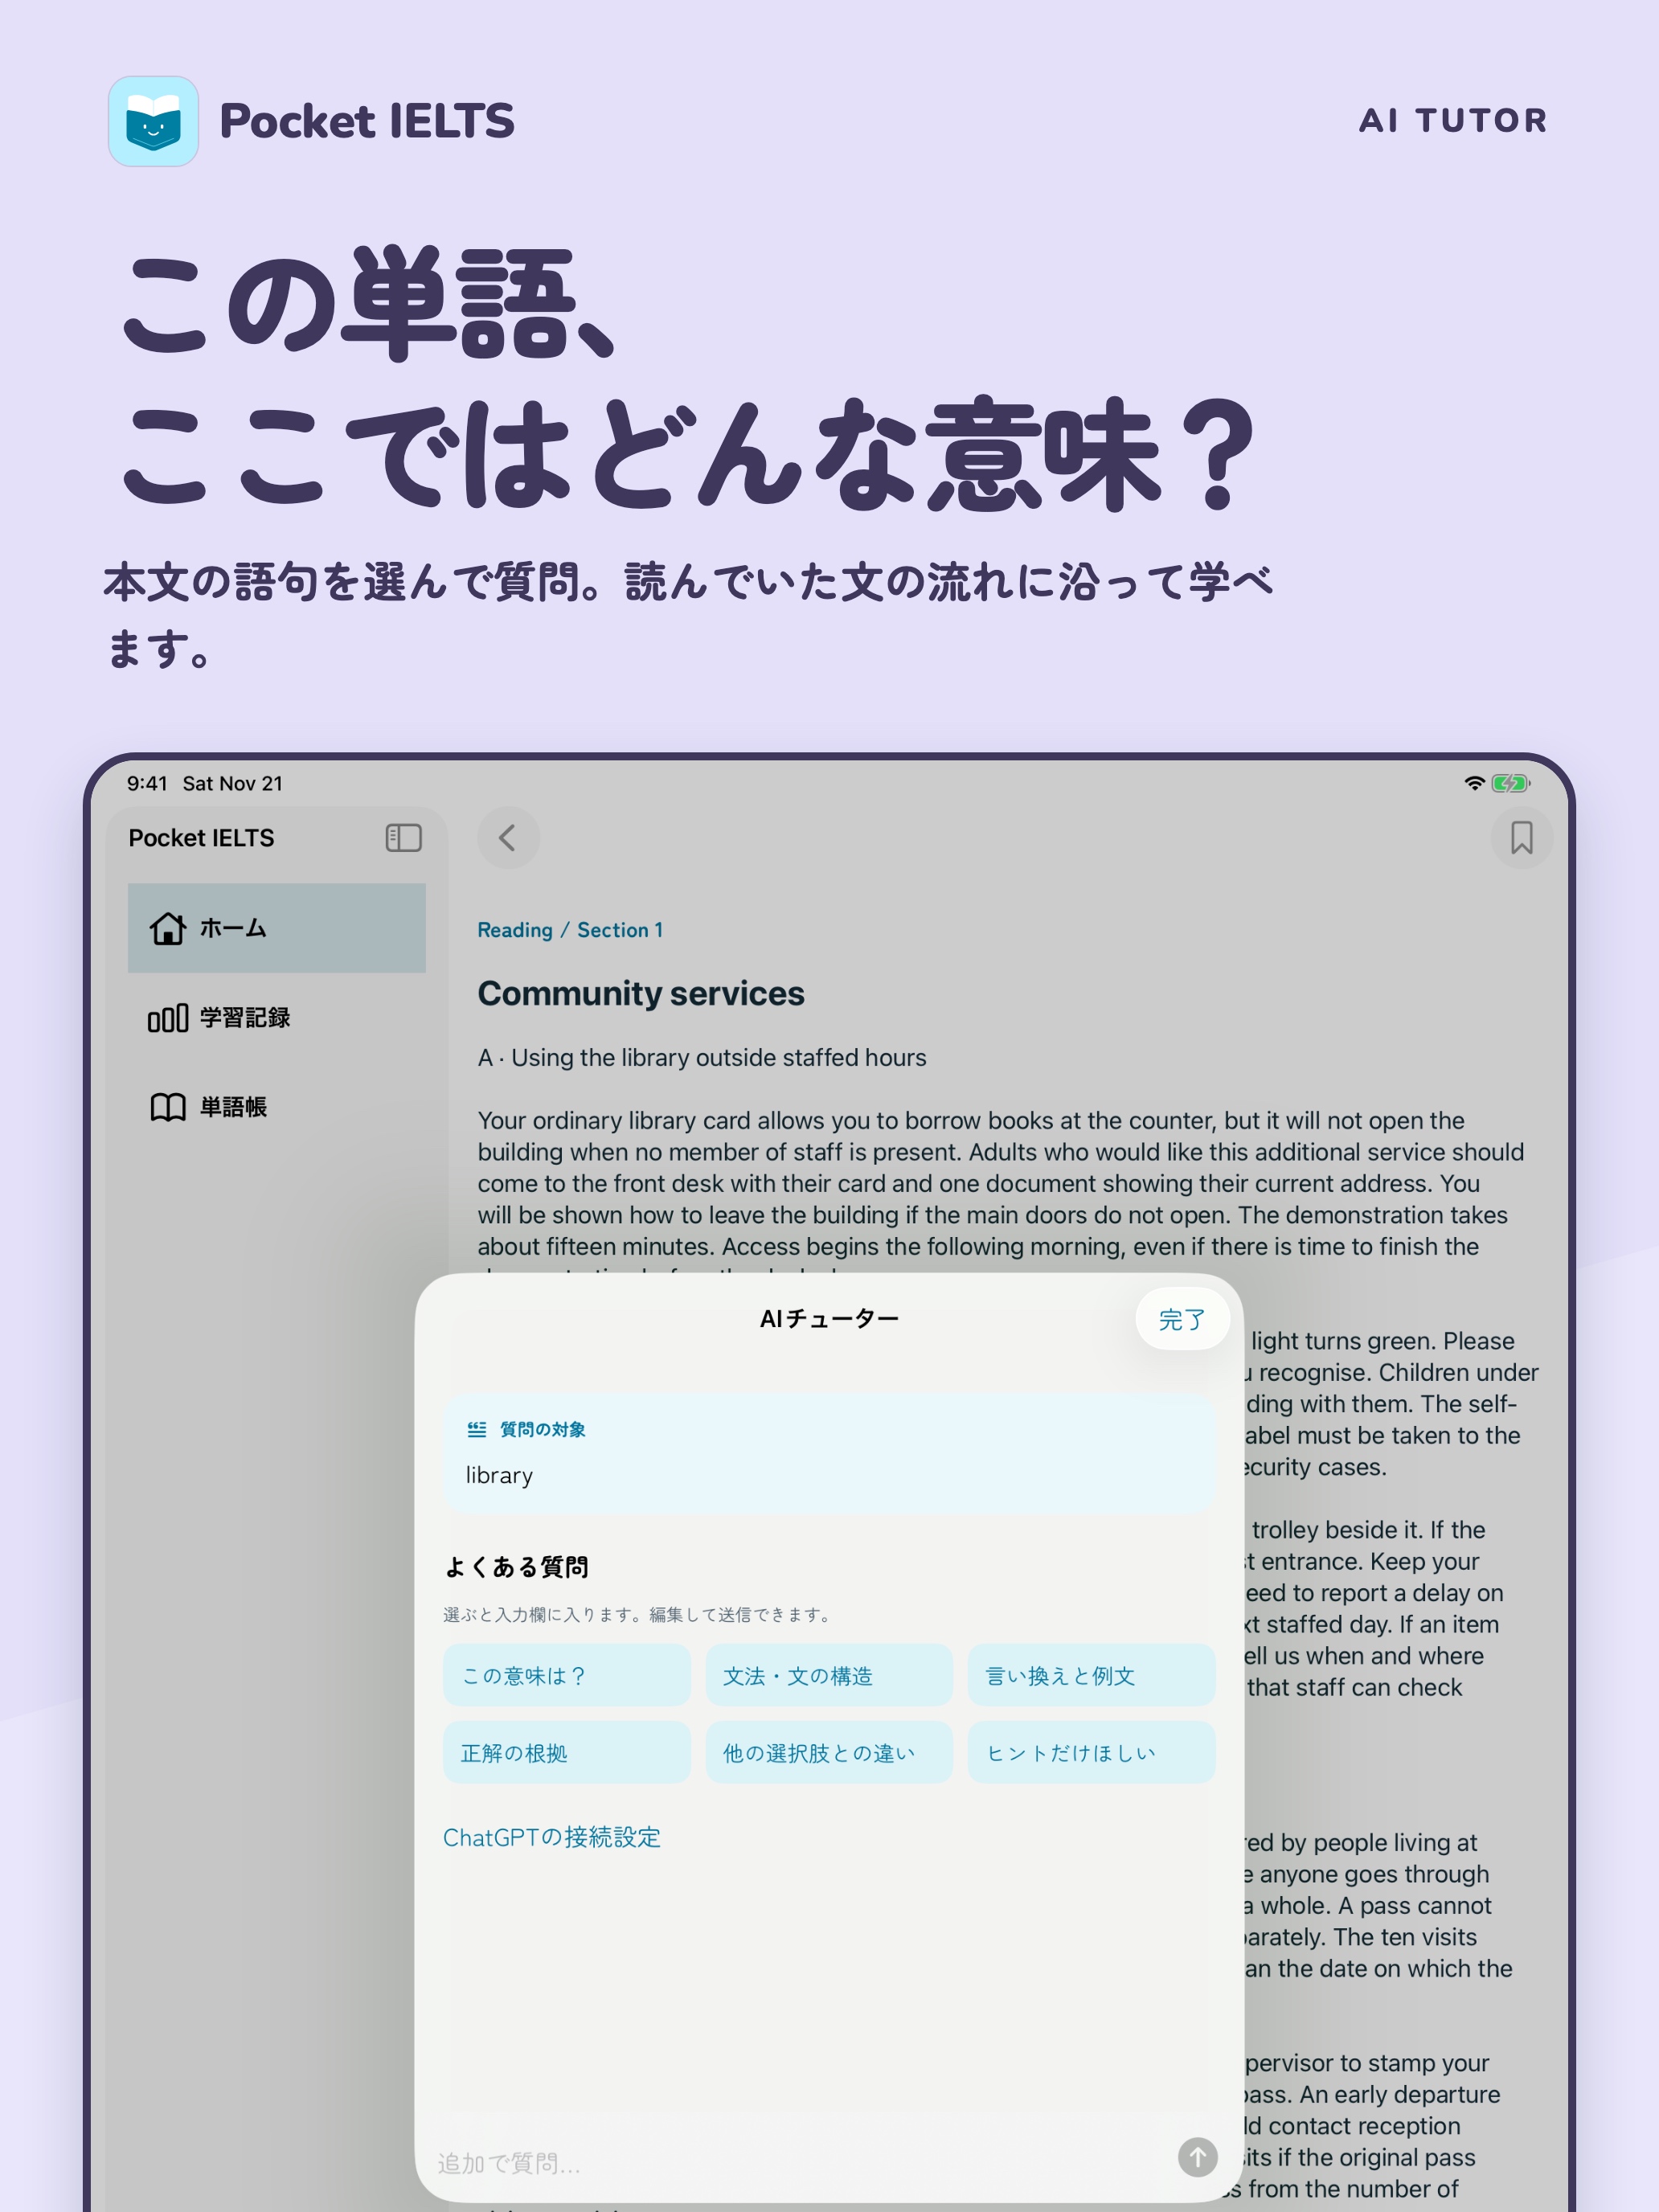 Pocket IELTS
AI TUTOR
この単語、
ここではどんな意味？
本文の語句を選んで質問。読んでいた文の流れに沿って学べ
ます。
9:41 Sat Nov 21
Pocket IELTS
ホーム
学習記録
単語帳
Reading / Section 1
Community services
A · Using the library outside staffed hours
Your ordinary library card allows you to borrow books at the counter, but it will not open the
building when no member of staff is present. Adults who would like this additional service should
come to the front desk with their card and one document showing their current address. You
will be shown how to leave the building if the main doors do not open. The demonstration takes
about fifteen minutes. Access begins the following morning, even if there is time to finish the
light turns green. Please
recognise. Children under
ding with them. The self-
abel must be taken to the
ecurity cases.
trolley beside it. If the
st entrance. Keep your
eed to report a delay on
xt staffed day. If an item
ell us when and where
that staff can check
red by people living at
e anyone goes through
a whole. A pass cannot
parately. The ten visits
an the date on which the
pervisor to stamp your
pass. An early departure
ld contact reception
sits if the original pass
ss from the number of
AIチューター
完了
質問の対象
library
よくある質問
選ぶと入力欄に入ります。編集して送信できます。
この意味は？
文法・文の構造
言い換えと例文
正解の根拠
他の選択肢との違い
ヒントだけほしい
ChatGPTの接続設定
追加で質問...